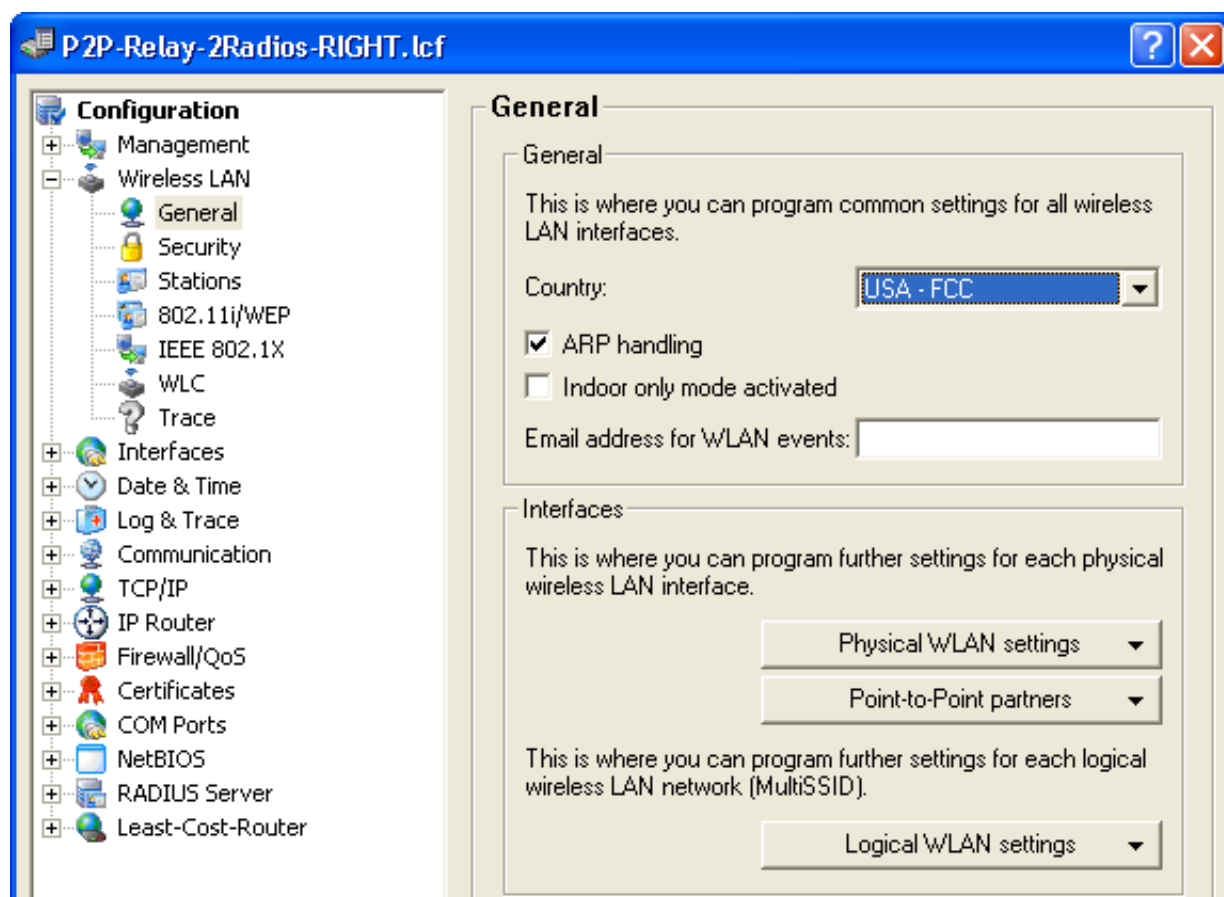 P2P-Relay-2Radios-RIGHT.lcf
Configuration
Management
Wireless LAN
General
Security
Stations
802.11i/WEP
IEEE 802.1X
WLC
Trace
Interfaces
Date & Time
Log & Trace
Communication
TCP/IP
IP Router
Firewall/QoS
Certificates
COM Ports
NetBIOS
RADIUS Server
Least-Cost-Router
General
General
This is where you can program common settings for all wireless
LAN interfaces.
Country: USA - FCC
ARP handling
Indoor only mode activated
Email address for WLAN events:
Interfaces
This is where you can program further settings for each physical
wireless LAN interface.
Physical WLAN settings
Point-to-Point partners
This is where you can program further settings for each logical
wireless LAN network (MultiSSID).
Logical WLAN settings